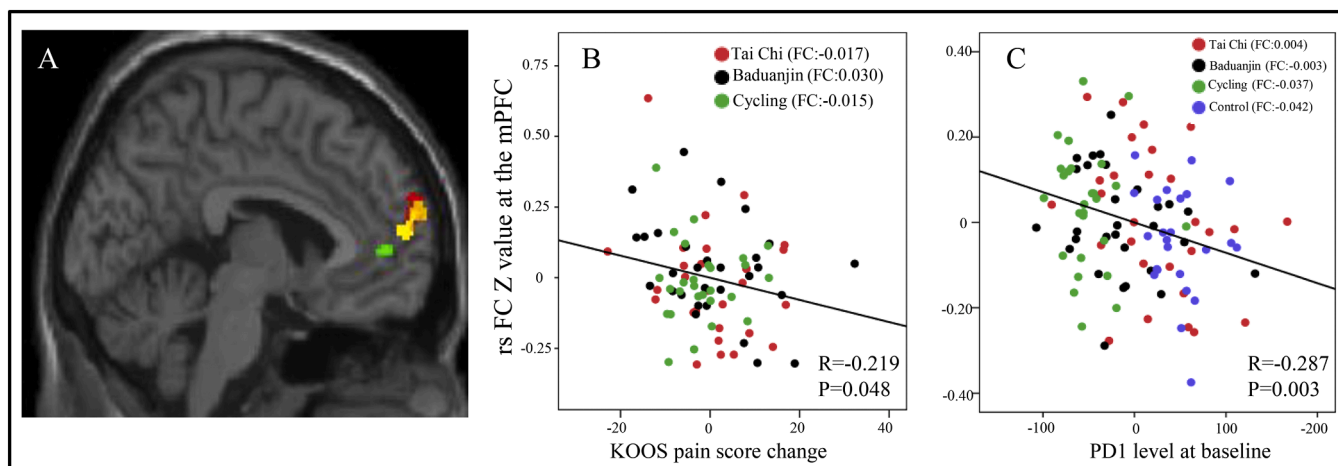 A
B
Tai Chi (FC:-0.017)
Baduanjin (FC:0.030)
Cycling (FC:-0.015)
rs FC Z value at the mPFC
0.75
0.50
0.25
0
-0.25
R=-0.219
P=0.048
-20
0
20
40
KOOS pain score change
C
Tai Chi (FC:0.004)
Baduanjin (FC:-0.003)
Cycling (FC:-0.037)
Control (FC:-0.042)
0.40
0.20
0
-0.20
-0.40
R=-0.287
P=0.003
-100
0
-100
-200
PD1 level at baseline